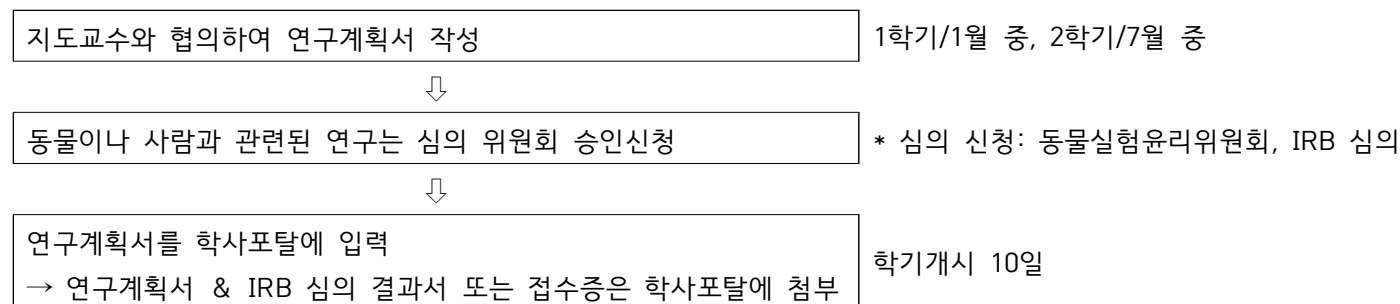 지도교수와 협의하여 연구계획서 작성
1학기/1월 중, 2학기/7월 중
⇩
동물이나 사람과 관련된 연구는 심의 위원회 승인신청
* 심의 신청: 동물실험윤리위원회, IRB 심의
⇩
연구계획서를 학사포탈에 입력
→ 연구계획서 & IRB 심의 결과서 또는 접수증은 학사포탈에 첨부
학기개시 10일